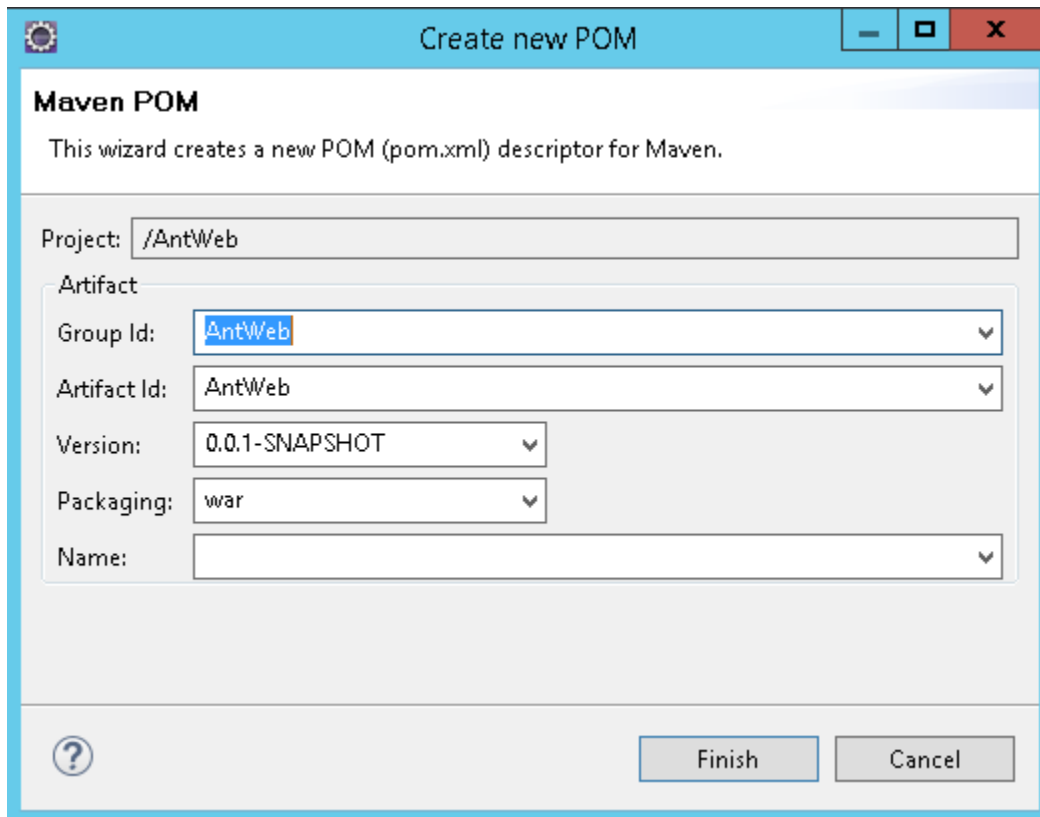 Create new POM
Maven POM
This wizard creates a new POM (pom.xml) descriptor for Maven.
Project: /AntWeb
Artifact
Group Id: AntWeb
Artifact Id: AntWeb
Version: 0.0.1-SNAPSHOT
Packaging: war
Name:
? Finish Cancel